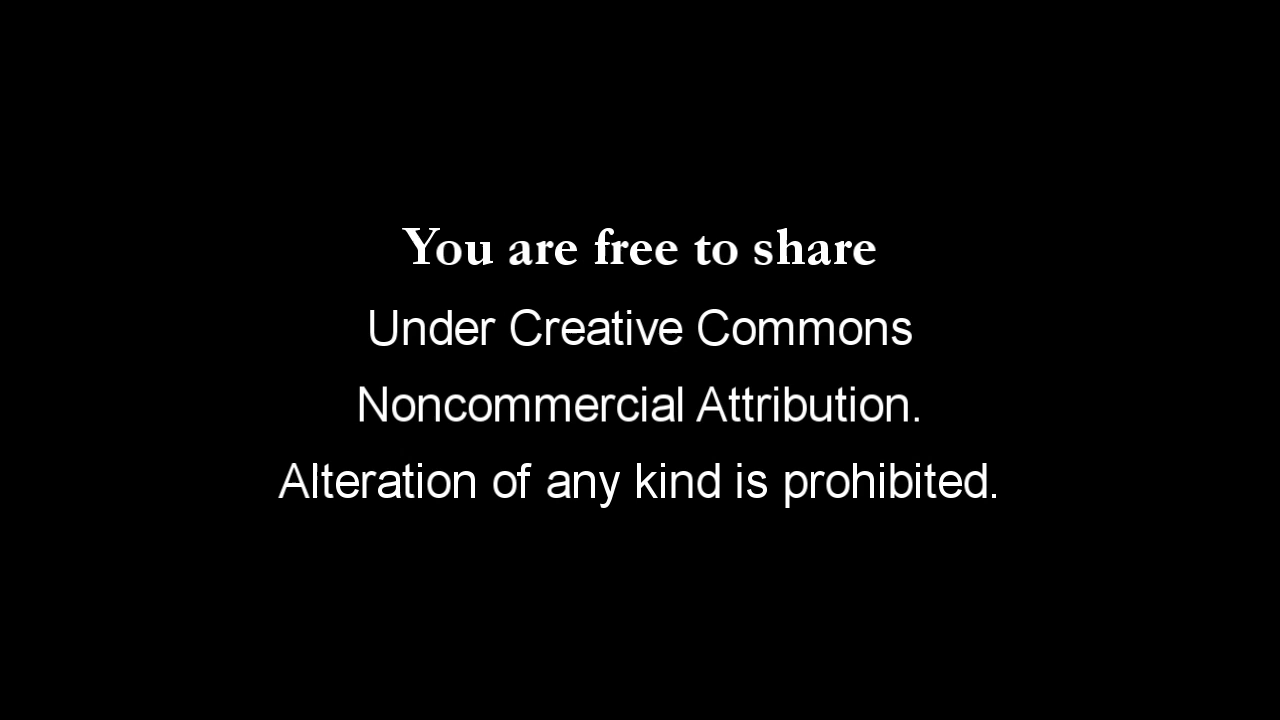 You are free to share
Under Creative Commons
Noncommercial Attribution.
Alteration of any kind is prohibited.